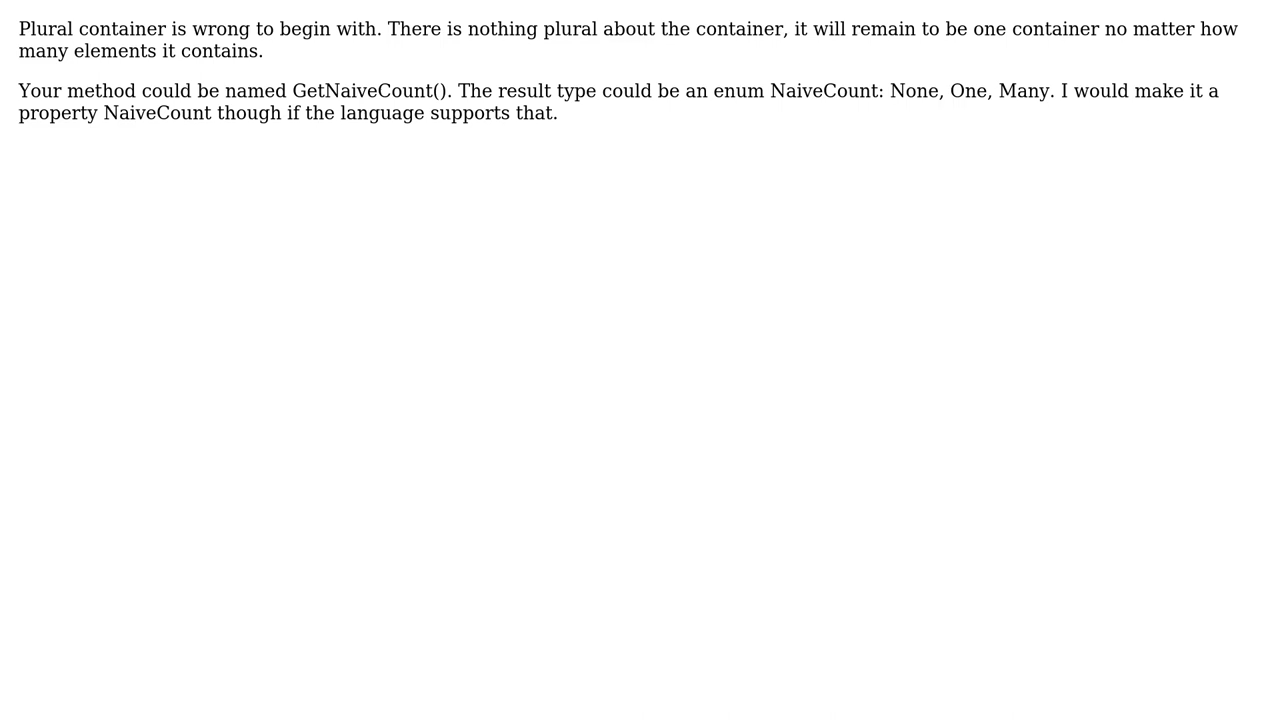 Plural container is wrong to begin with. There is nothing plural about the container, it will remain to be one container no matter how
many elements it contains.
Your method could be named GetNaiveCount(). The result type could be an enum NaiveCount: None, One, Many. I would make it a
property NaiveCount though if the language supports that.